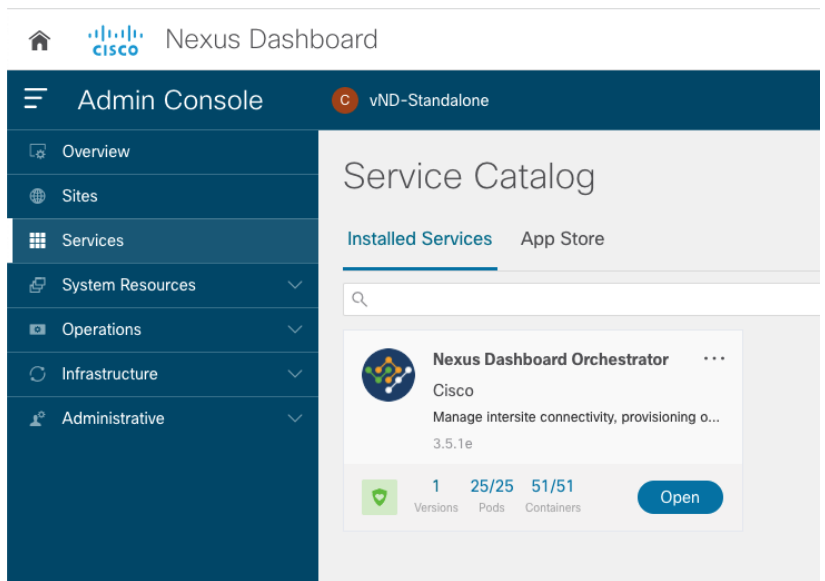 CISCO Nexus Dashboard
Admin Console
C vND-Standalone
Overview
Sites
Services
System Resources
Operations
Infrastructure
Administrative
Service Catalog
Installed Services App Store
Nexus Dashboard Orchestrator ...
Cisco
Manage intersite connectivity, provisioning o...
3.5.1e
1 25/25 51/51
Versions Pods Containers
Open